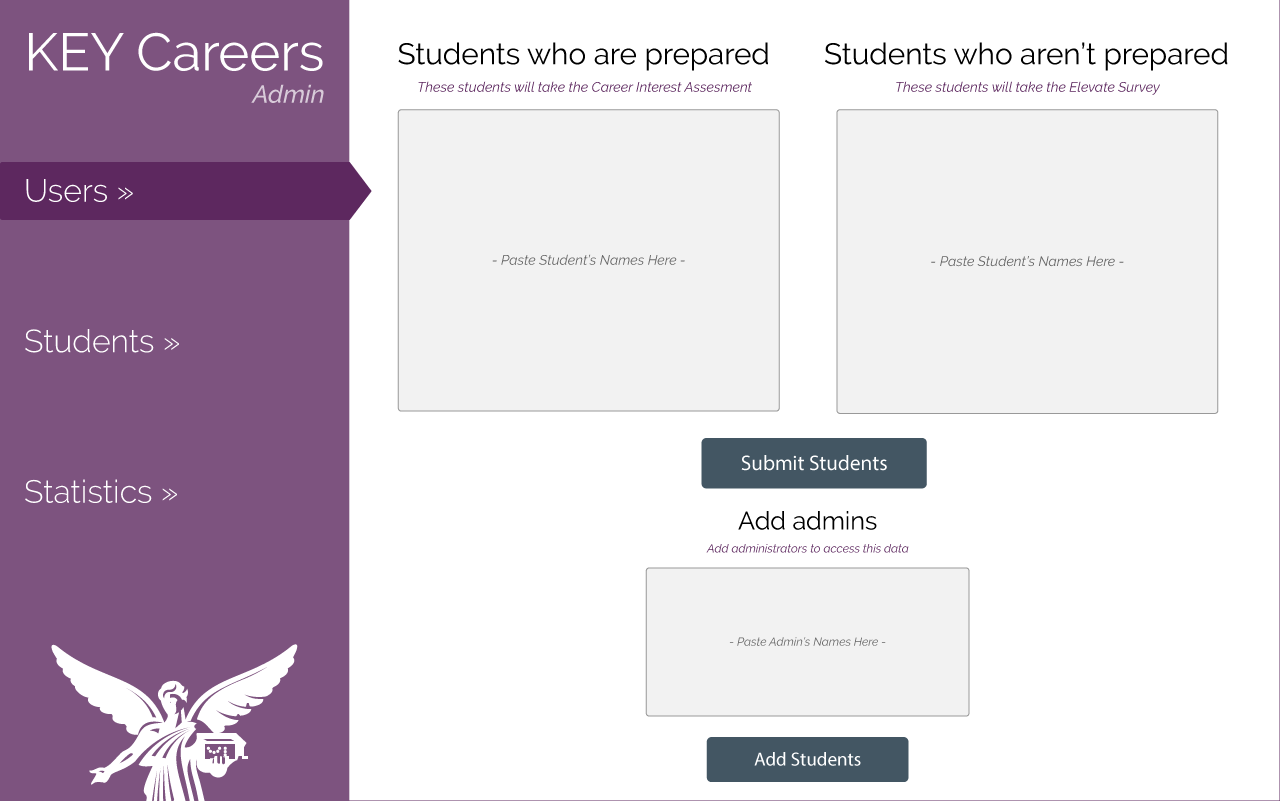 KEY Careers
Admin
Users »
Students »
Statistics »
Students who are prepared
These students will take the Career Interest Assesment
- Paste Student's Names Here -
Students who aren't prepared
These students will take the Elevate Survey
- Paste Student's Names Here -
Submit Students
Add admins
Add administrators to access this data
- Paste Admin's Names Here -
Add Students